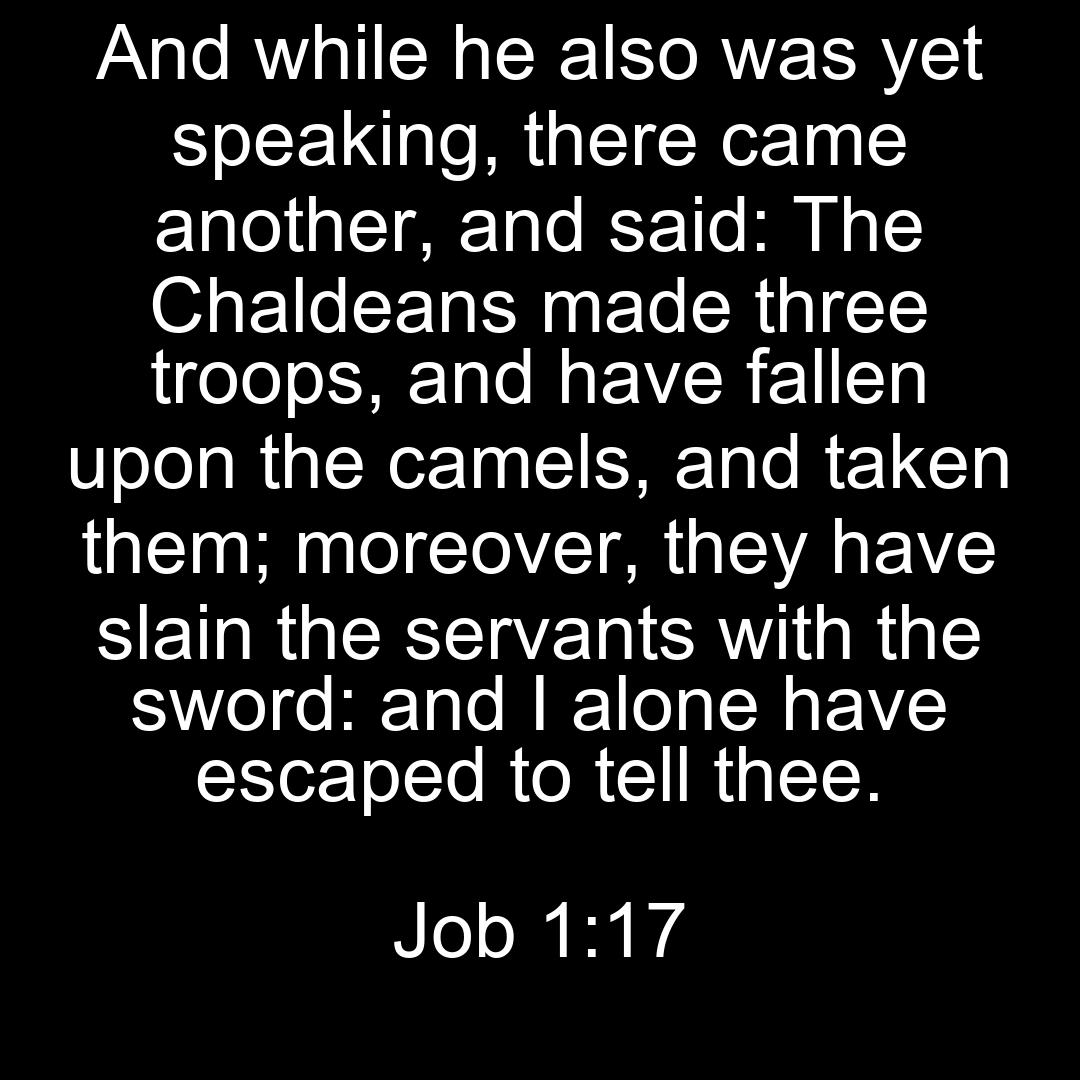 And while he also was yet
speaking, there came
another, and said: The
Chaldeans made three
troops, and have fallen
upon the camels, and taken
them; moreover, they have
slain the servants with the
sword: and I alone have
escaped to tell thee.
Job 1:17